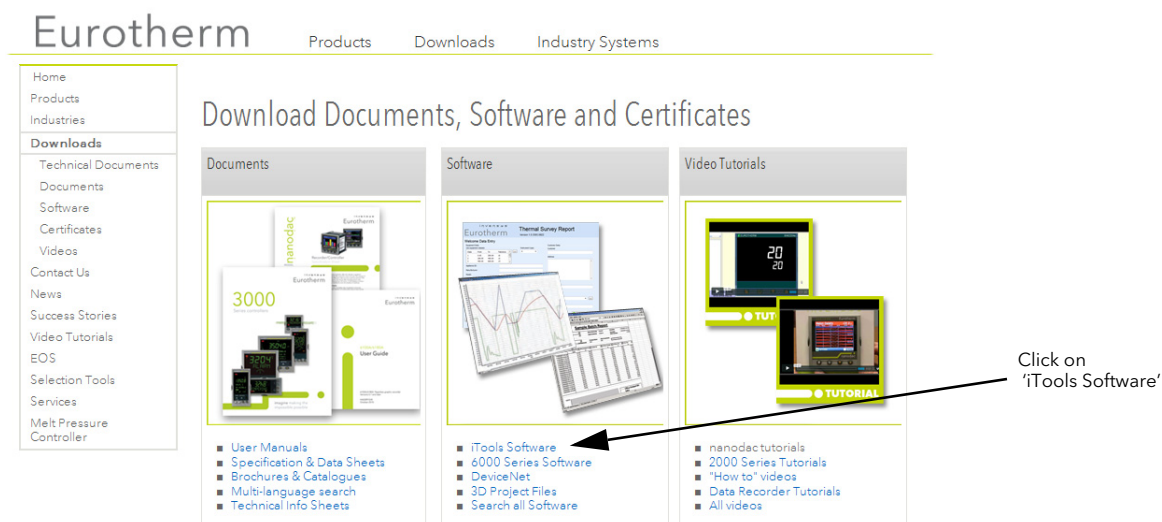 Eurotherm
Products Downloads Industry Systems
Home
Products
Industries
Downloads
Technical Documents
Documents
Software
Certificates
Videos
Contact Us
News
Success Stories
Video Tutorials
EOS
Selection Tools
Services
Melt Pressure
Controller
Download Documents, Software and Certificates
Documents
nanodac
Eurotherm
Eurotherm
3000
Eurotherm
User Guide
User Manuals
Specification & Data Sheets
Brochures & Catalogues
Multi-language search
Technical Info Sheets
Software
Eurotherm
Thermal Survey Report
iTools Software
6000 Series Software
DeviceNet
3D Project Files
Search all Software
Video Tutorials
20
20
TUT
TUTORIAL
nanodac tutorials
2000 Series Tutorials
"How to" videos
Data Recorder Tutorials
All videos
Click on
'iTools Software'